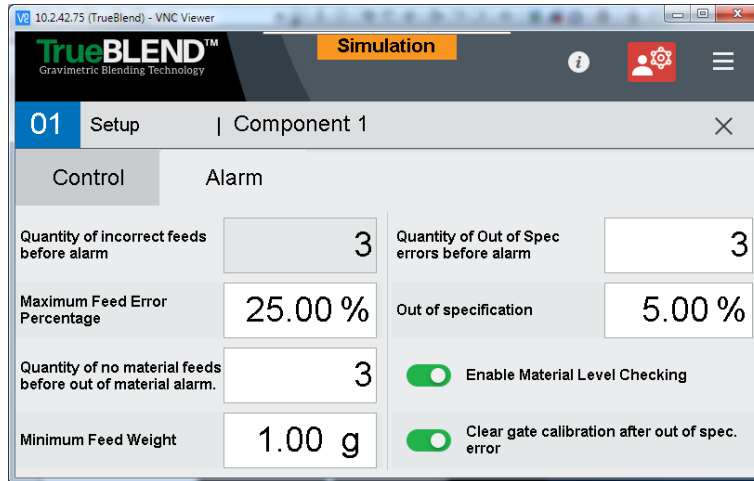 10.2.42.75 (TrueBlend) - VNC Viewer
TrueBLEND™
Gravimetric Blending Technology
Simulation
01 Setup | Component 1
Control Alarm
Quantity of incorrect feeds
before alarm
3
Quantity of Out of Spec
errors before alarm
3
Maximum Feed Error
Percentage
25.00 %
Out of specification
5.00 %
Quantity of no material feeds
before out of material alarm.
3
Enable Material Level Checking
Minimum Feed Weight
1.00 g
Clear gate calibration after out of spec.
error